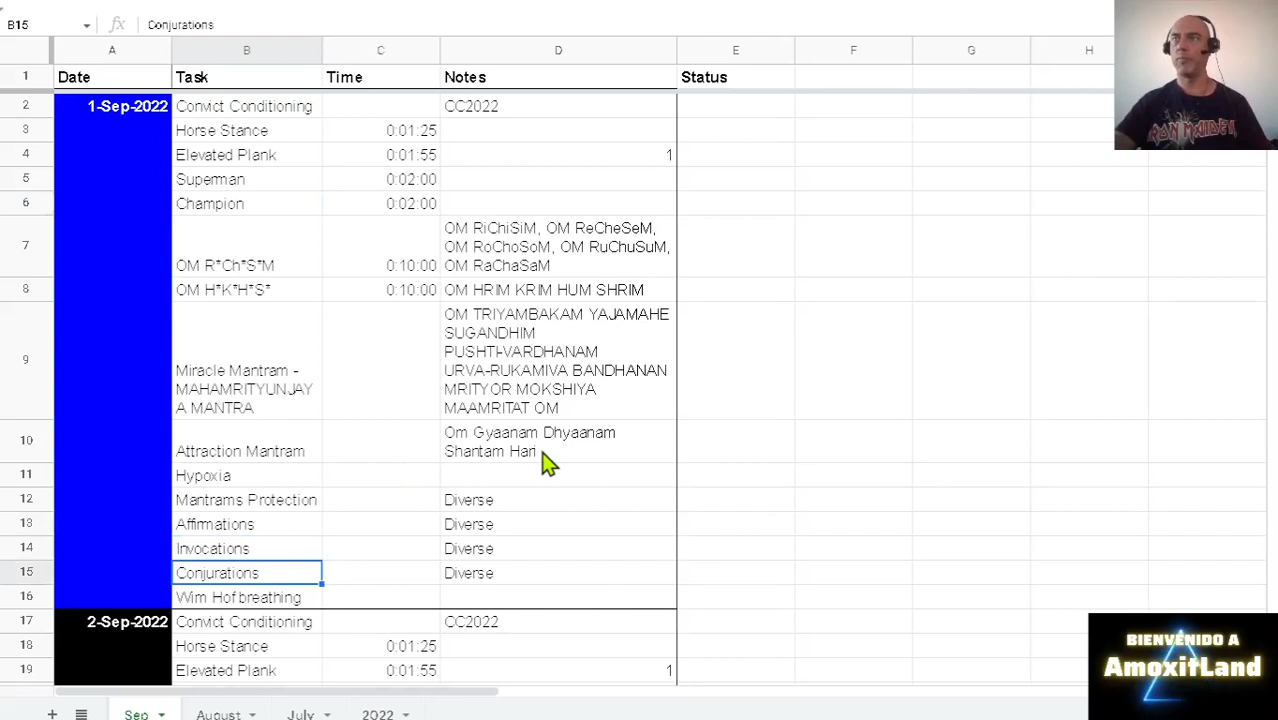 B15 fx Conjurations
A B C D E F G H
1 Date Task Time Notes Status
2 1-Sep-2022 Convict Conditioning CC2022
3 Horse Stance 0:01:25
4 Elevated Plank 0:01:55 1
5 Superman 0:02:00
6 Champion 0:02:00
OM RiChiSiM, OM ReCheSeM,
7 OM RoChoSoM, OM RuChuSuM,
OM R*Ch*S*M 0:10:00 OM RaChaSaM
8 OM H*K*H*S* 0:10:00 OM HRIM KRIM HUM SHRIM
OM TRIYAMBAKAM YAJAMAHE
SUGANDHIM
9 PUSHTI-VARDHANAM
Miracle Mantram - URVA-RUKAMIVA BANDHANAN
MAHAMRITYUNJAY MRITYOR MOKSHIYA
A MANTRA MAAMRITAT OM
10 Om Gyaanam Dhyaanam
Attraction Mantram Shantam Hari
11 Hypoxia
12 Mantrams Protection Diverse
13 Affirmations Diverse
14 Invocations Diverse
15 Conjurations Diverse
16 Wim Hof breathing
17 2-Sep-2022 Convict Conditioning CC2022
18 Horse Stance 0:01:25
19 Elevated Plank 0:01:55 1
Sep August July 2022
IRON MAIDEN
BIENVENIDO A
AmoxitLand